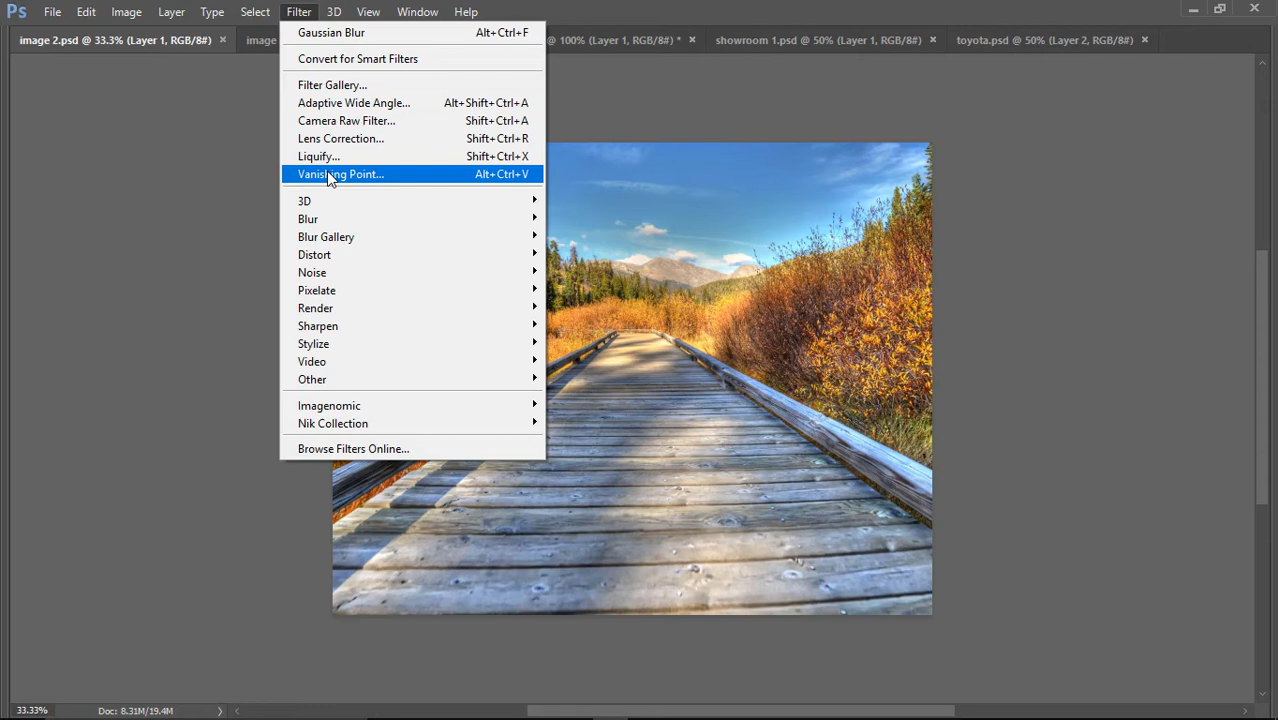 Ps File Edit Image Layer Type Select Filter 3D View Window Help
image 2.psd @ 33.3% (Layer 1, RGB/8#) × image @ 100% (Layer 1, RGB/8#) * × showroom 1.psd @ 50% (Layer 1, RGB/8#) × toyota.psd @ 50% (Layer 2, RGB/8#) ×
Gaussian Blur Alt+Ctrl+F
Convert for Smart Filters
Filter Gallery...
Adaptive Wide Angle... Alt+Shift+Ctrl+A
Camera Raw Filter... Shift+Ctrl+A
Lens Correction... Shift+Ctrl+R
Liquify... Shift+Ctrl+X
Vanishing Point... Alt+Ctrl+V
3D
Blur
Blur Gallery
Distort
Noise
Pixelate
Render
Sharpen
Stylize
Video
Other
Imagenomic
Nik Collection
Browse Filters Online...
33.33% Doc: 8.31M/19.4M